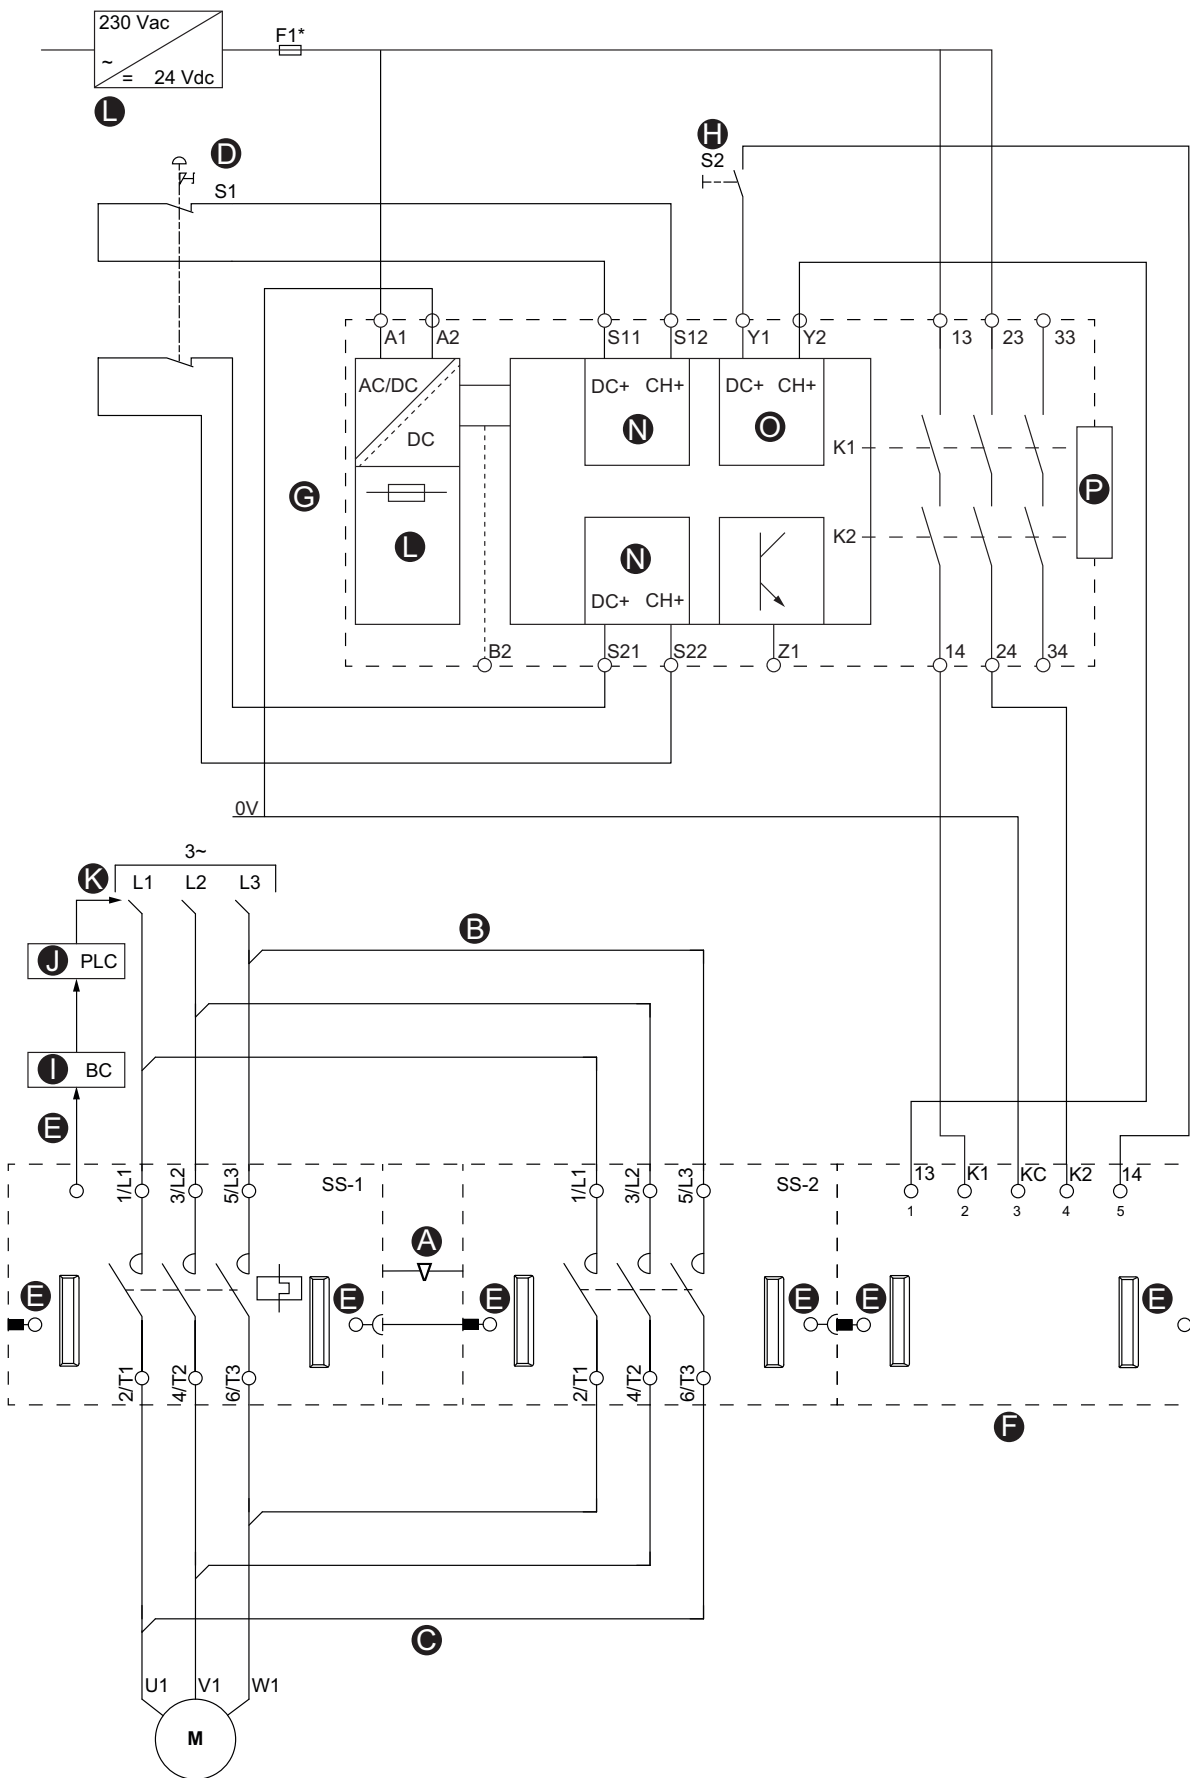 230 Vac
~
= 24 Vdc
F1*
L
H
S2
D
S1
A1 A2 S11 S12 Y1 Y2 13 23 33
AC/DC
DC
DC+ CH+
DC+ CH+
N
O
K1
G
P
L
N
K2
DC+ CH+
B2 S21 S22 Z1 14 24 34
0V
3~
K
L1 L2 L3
B
J PLC
I BC
E
1/L1 3/L2 5/L3 SS-1 1/L1 3/L2 5/L3 SS-2
13 K1 KC K2 14
1 2 3 4 5
A
E E E E E E
2/T1 4/T2 6/T3 2/T1 4/T2 6/T3
F
C
U1 V1 W1
M